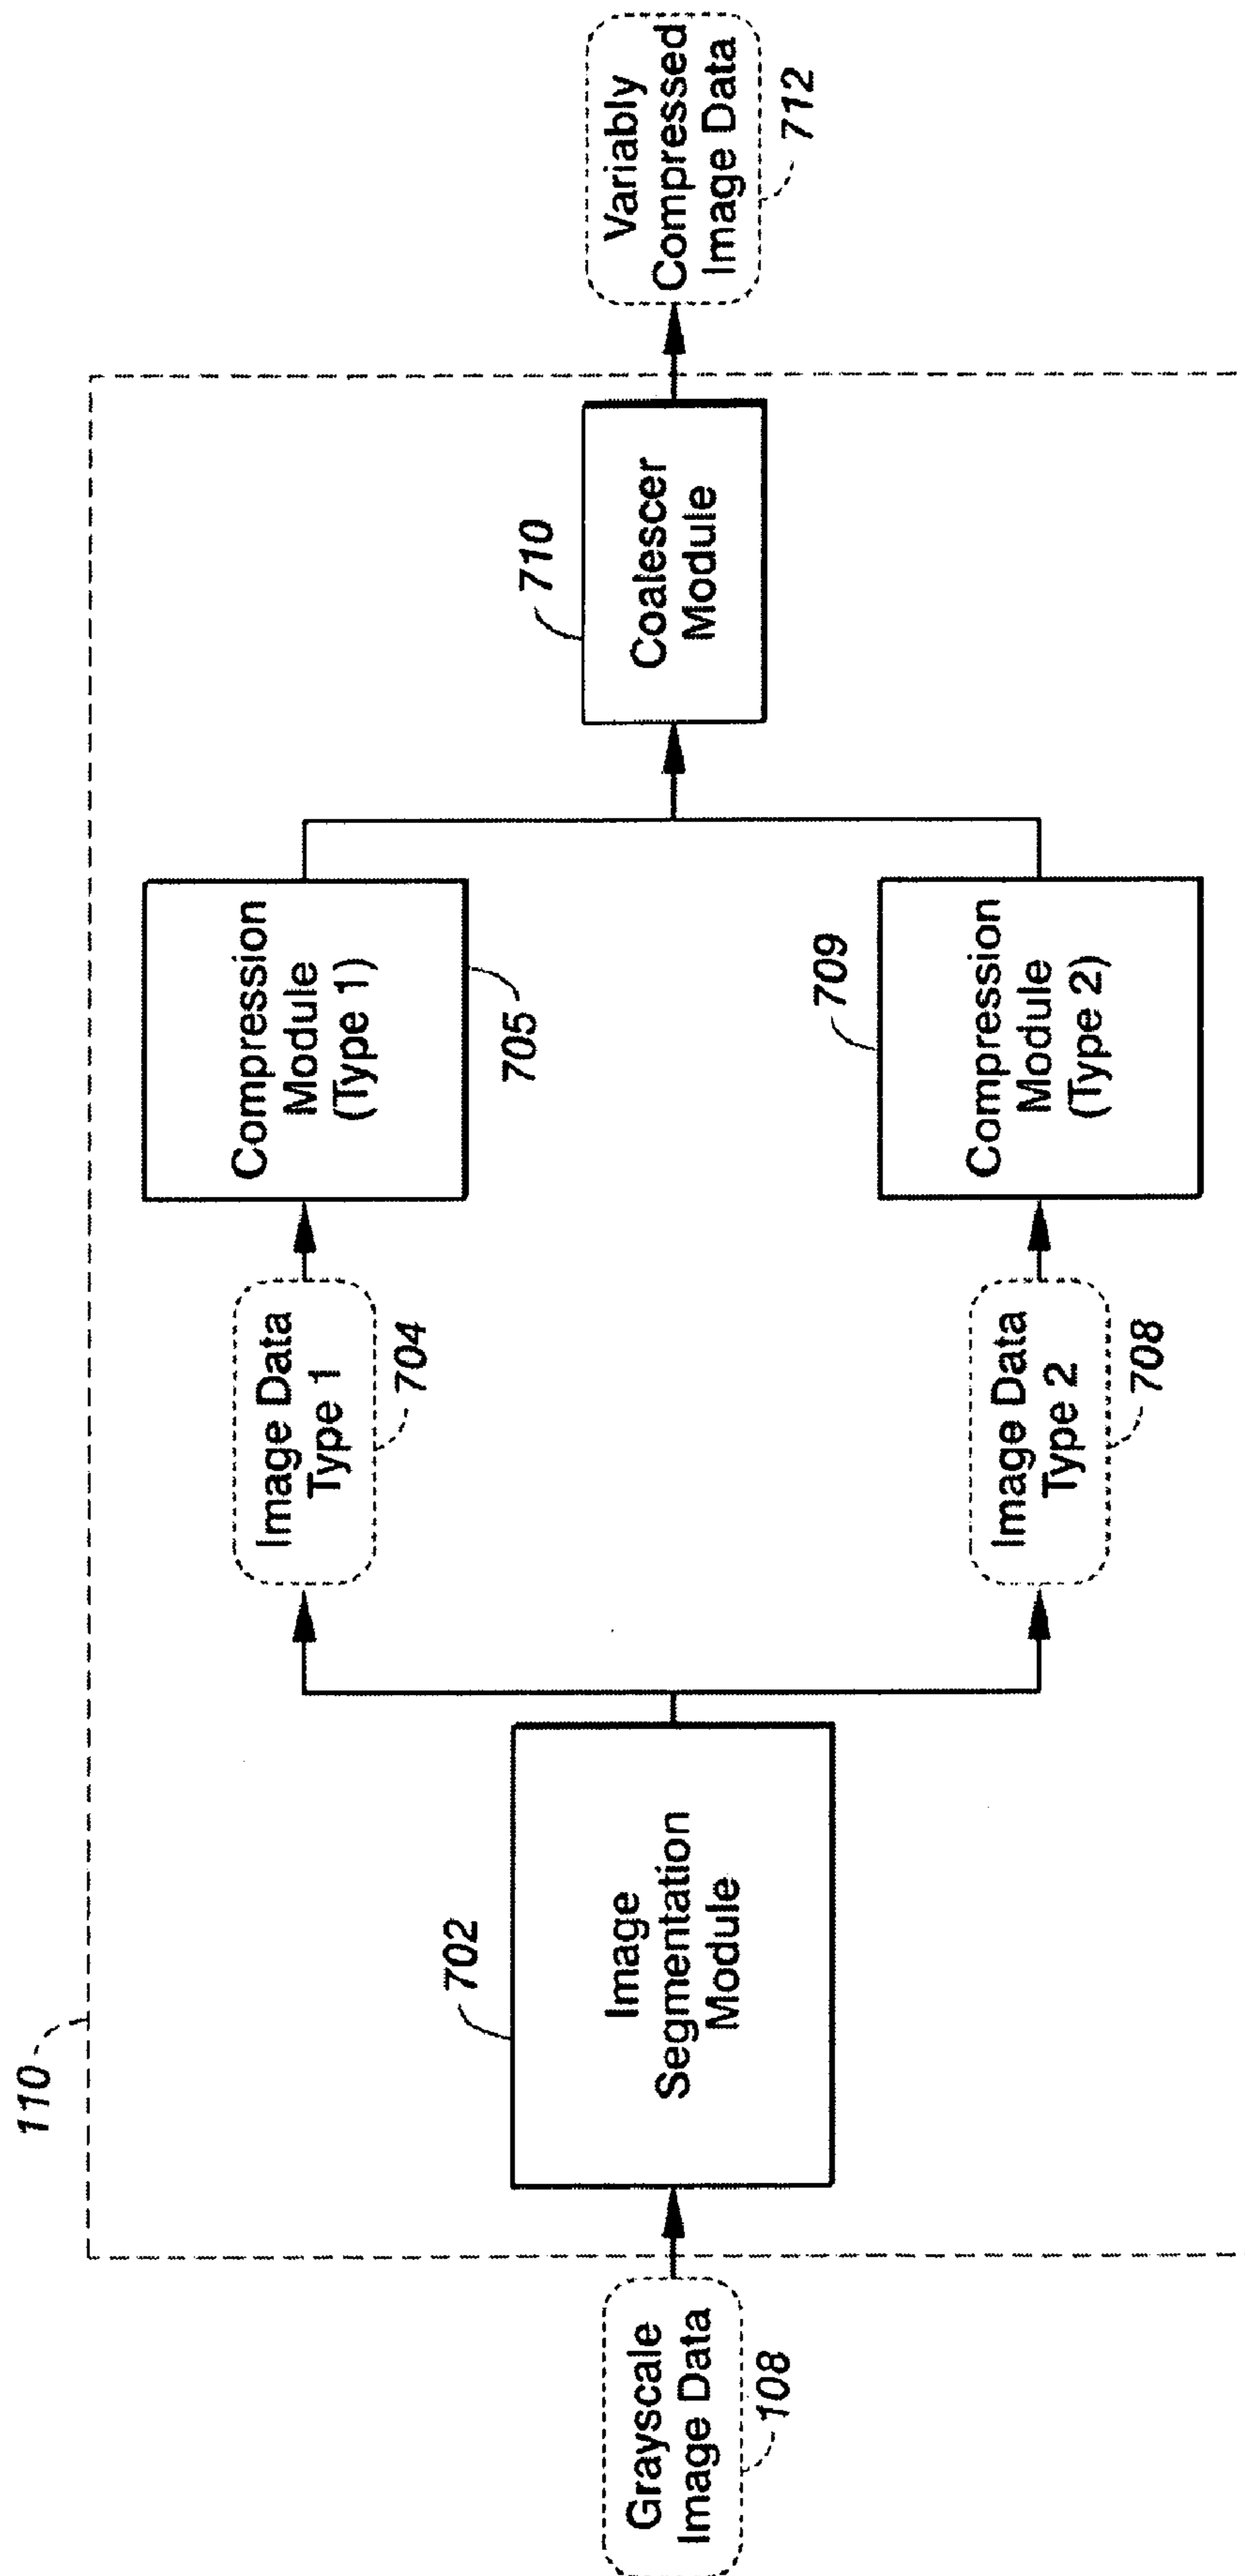 110
Grayscale
Image Data
108
702
Image
Segmentation
Module
Image Data
Type 1
704
Compression
Module
(Type 1)
705
Image Data
Type 2
708
709
Compression
Module
(Type 2)
710
Coalescer
Module
Variably
Compressed
Image Data
712